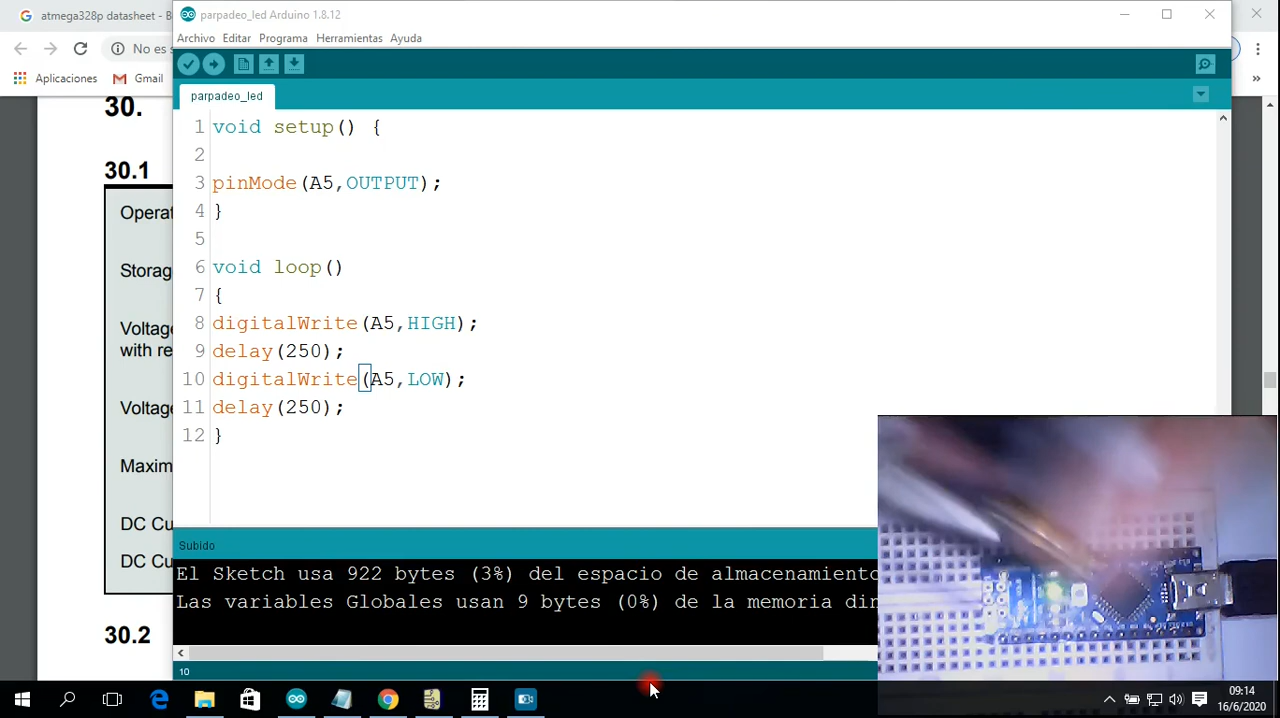 atmega328p datasheet - B
parpadeo_led Arduino 1.8.12
Archivo Editar Programa Herramientas Ayuda
No es s
Aplicaciones
Gmail
»
parpadeo_led
30.
30.1
Operat
Storag
Voltag
with re
Voltag
Maxim
DC Cu
DC Cu
30.2
1 void setup() {
2
3 pinMode(A5,OUTPUT);
4 }
5
6 void loop()
7 {
8 digitalWrite(A5,HIGH);
9 delay(250);
10 digitalWrite(A5,LOW);
11 delay(250);
12 }
Subido
El Sketch usa 922 bytes (3%) del espacio de almacenamiento
Las variables Globales usan 9 bytes (0%) de la memoria din
10
09:14
16/6/2020